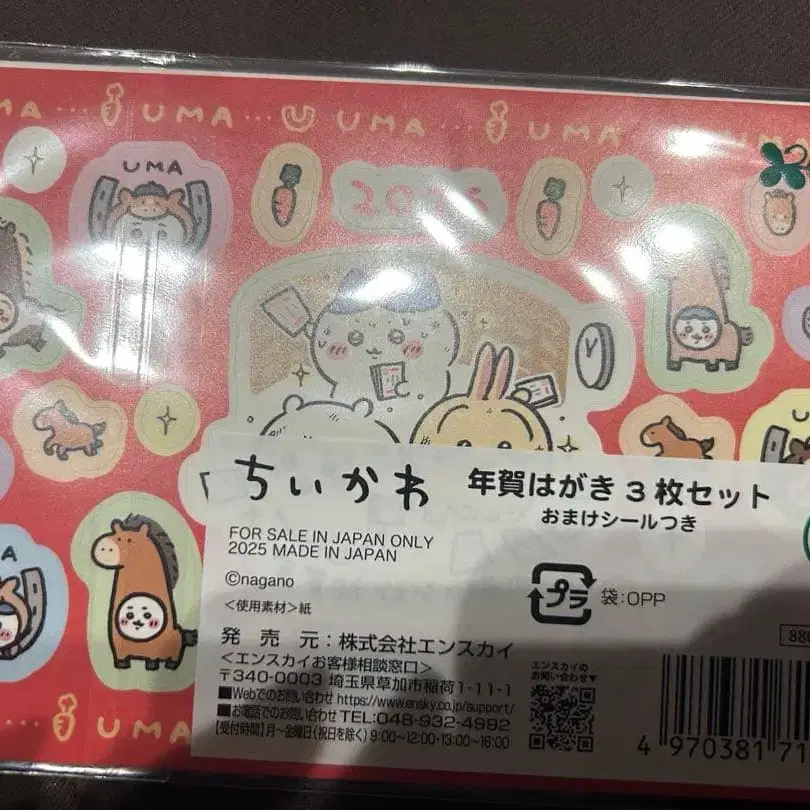 UMA UMA UMA
UMA
2026
ちいかわ
年賀はがき3枚セット
おまけシールつき
FOR SALE IN JAPAN ONLY
2025 MADE IN JAPAN
©nagano
<使用素材>紙
プラ
袋:OPP
発売元:株式会社エンスカイ
<エンスカイお客様相談窓口>
〒340-0003 埼玉県草加市稲荷1-11-1
■Webでのお問い合わせ https://www.ensky.co.jp/support/
■お電話でのお問い合わせ TEL:048-932-4992
【受付時間】月~金曜日(祝日を除く)9:00~12:00・13:00~16:00
エンスカイの
お問い合わせ▼
4 970381 71
UMA